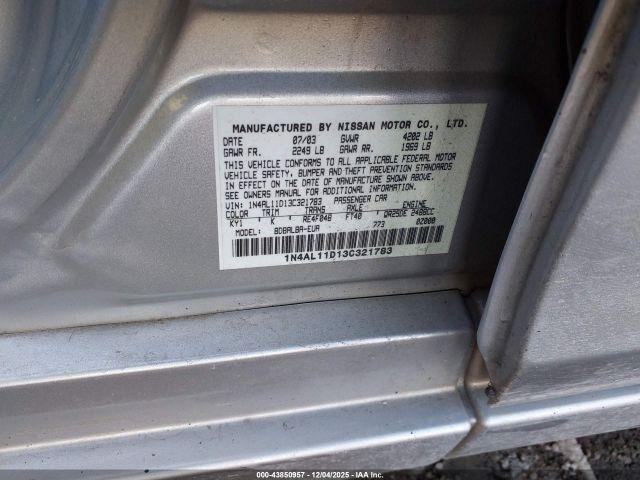 MANUFACTURED BY NISSAN MOTOR CO., LTD.
DATE 07/03 GVWR 4202 LB
GAWR FR. 2249 LB GAWR RR. 1969 LB
THIS VEHICLE CONFORMS TO ALL APPLICABLE FEDERAL MOTOR
VEHICLE SAFETY, BUMPER AND THEFT PREVENTION STANDARDS
IN EFFECT ON THE DATE OF MANUFACTURE SHOWN ABOVE.
SEE OWNERS MANUAL FOR ADDITIONAL INFORMATION.
VIN: 1N4AL11D13C321783 PASSENGER CAR
COLOR TRIM TRANS AXLE ENGINE
KY1 K RE4F04B FT40 QR25DE 2488CC
MODEL: BDBALBA-EUA 773 0Z000
1N4AL11D13C321783
000-43850957 - 12/04/2025 - IAA Inc.